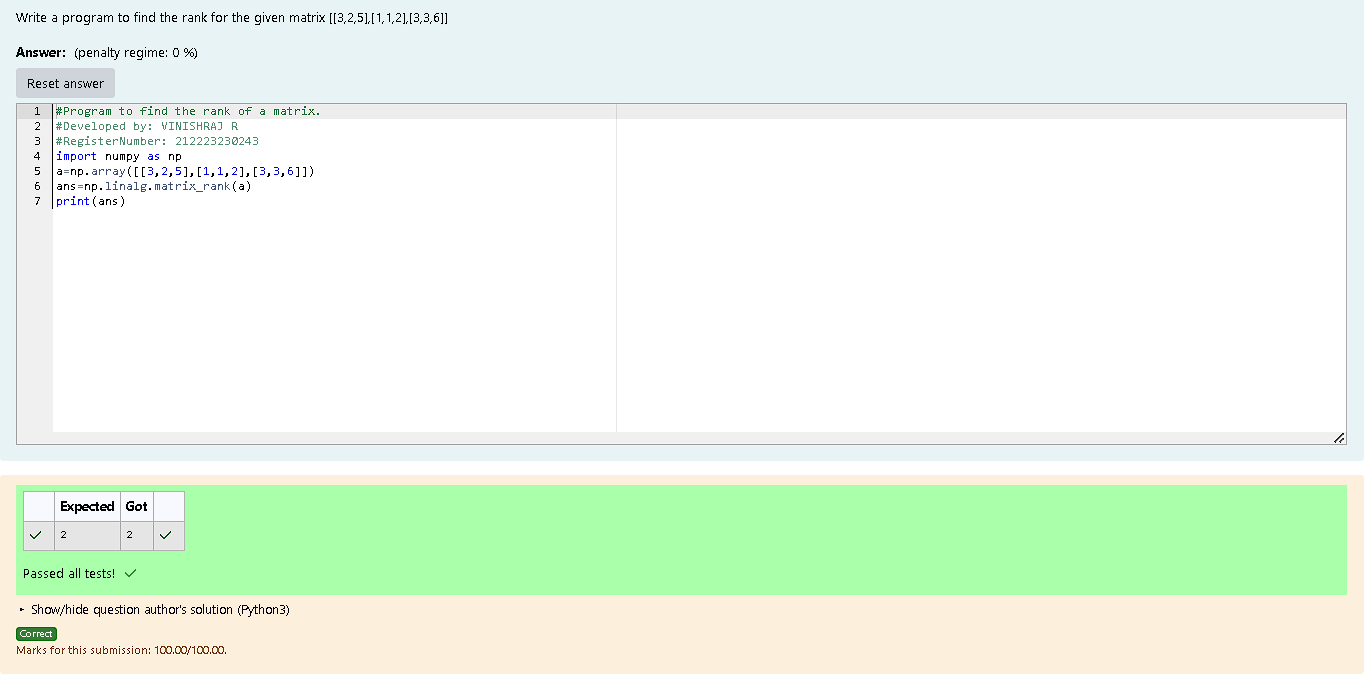 Write a program to find the rank for the given matrix [[3,2,5],[1,1,2],[3,3,6]]
Answer: (penalty regime: 0 %)
Reset answer
1 #Program to find the rank of a matrix.
2 #Developed by: VINISHRAJ R
3 #RegisterNumber: 212223230243
4 import numpy as np
5 a=np.array([[3,2,5],[1,1,2],[3,3,6]])
6 ans=np.linalg.matrix_rank(a)
7 print(ans)
Expected Got
2 2
Passed all tests!
Show/hide question author's solution (Python3)
Correct
Marks for this submission: 100.00/100.00.